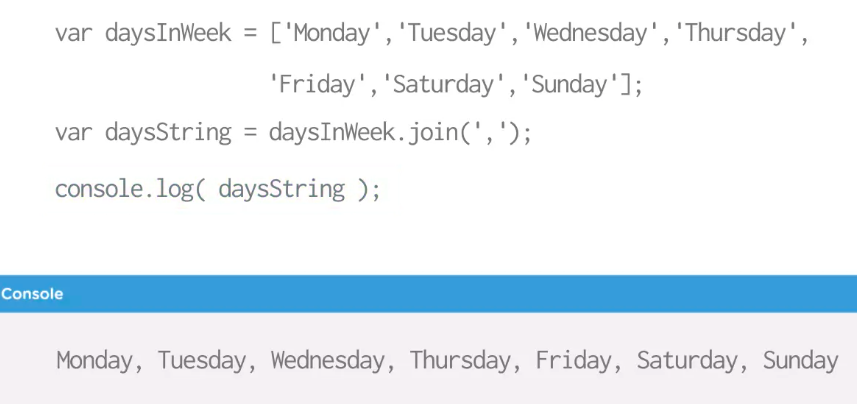 var daysInWeek = ['Monday','Tuesday','Wednesday','Thursday',
'Friday','Saturday','Sunday'];
var daysString = daysInWeek.join(',');
console.log( daysString );
Console
Monday, Tuesday, Wednesday, Thursday, Friday, Saturday, Sunday